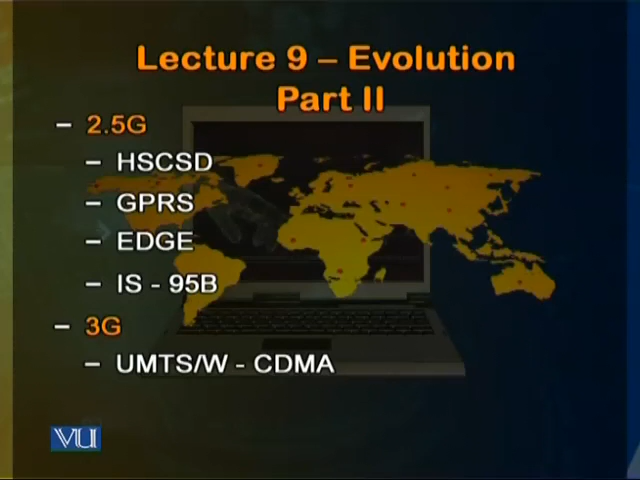 Lecture 9 – Evolution
Part II
– 2.5G
– HSCSD
– GPRS
– EDGE
– IS - 95B
– 3G
– UMTS/W - CDMA
VU